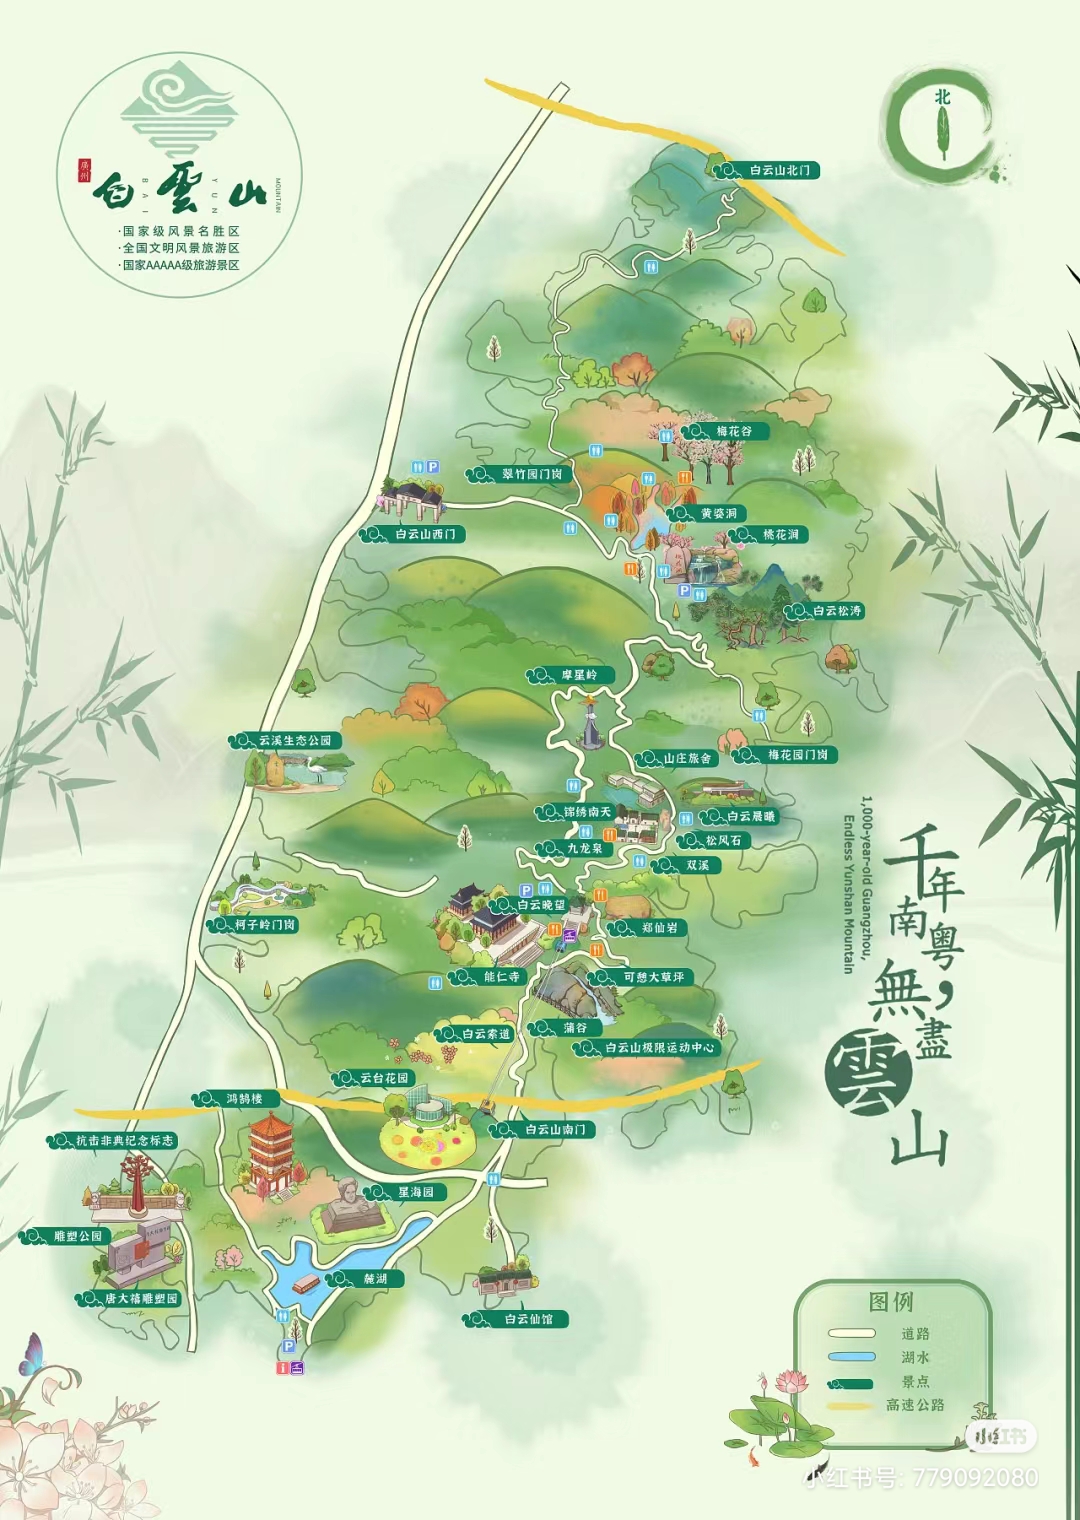 广州
白雲山
BAI YUN MOUNTAIN
·国家级风景名胜区
·全国文明风景旅游区
·国家AAAAA级旅游景区
北
白云山北门
梅花谷
翠竹园门岗
P
黄婆洞
白云山西门
桃花涧
P
白云松涛
摩星岭
云溪生态公园
山庄旅舍
梅花园门岗
锦绣南天
白云晨曦
松风石
九龙泉
双溪
P
白云晚望
柯子岭门岗
郑仙岩
能仁寺
可憩大草坪
白云索道
蒲谷
白云山极限运动中心
云台花园
鸿鹄楼
白云山南门
抗击非典纪念标志
星海园
雕塑公园
麓湖
唐大禧雕塑园
白云仙馆
P
i
1,000-year-old Guangzhou,
Endless Yunshan Mountain
千年
南粤
無盡
雲山
图例
道路
湖水
景点
高速公路
小红书
小红书号: 779092080